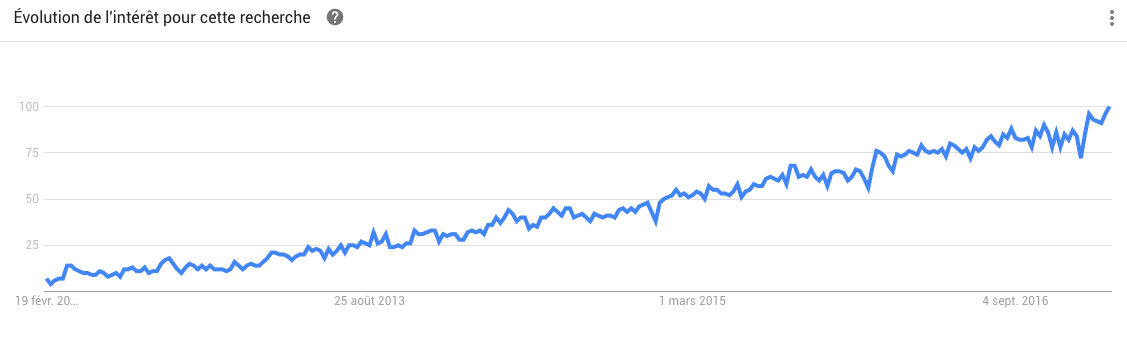 Évolution de l'intérêt pour cette recherche ?
100
75
50
25
19 févr. 20...
25 août 2013
1 mars 2015
4 sept. 2016